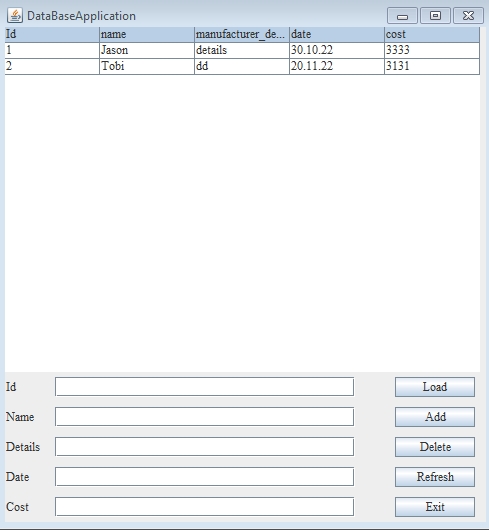 DataBaseApplication
Id name manufacturer_de... date cost
1 Jason details 30.10.22 3333
2 Tobi dd 20.11.22 3131
Id Load
Name Add
Details Delete
Date Refresh
Cost Exit